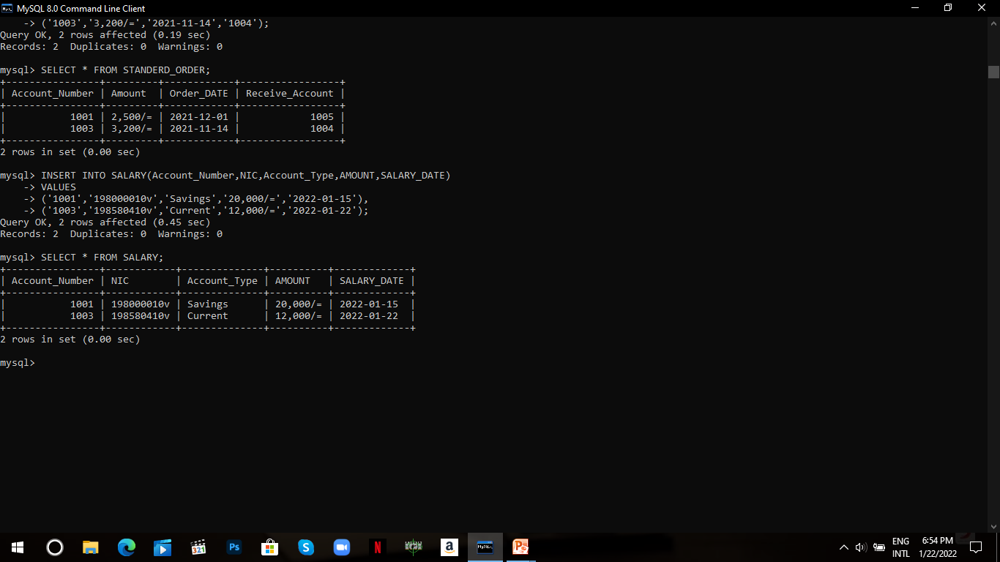 MySQL 8.0 Command Line Client
    -> ('1003','3,200/=','2021-11-14','1004');
Query OK, 2 rows affected (0.19 sec)
Records: 2  Duplicates: 0  Warnings: 0
mysql> SELECT * FROM STANDERD_ORDER;
+----------------+---------+------------+-----------------+
| Account_Number | Amount  | Order_DATE | Receive_Account |
+----------------+---------+------------+-----------------+
|           1001 | 2,500/= | 2021-12-01 |            1005 |
|           1003 | 3,200/= | 2021-11-14 |            1004 |
+----------------+---------+------------+-----------------+
2 rows in set (0.00 sec)
mysql> INSERT INTO SALARY(Account_Number,NIC,Account_Type,AMOUNT,SALARY_DATE)
    -> VALUES
    -> ('1001','198000010v','Savings','20,000/=','2022-01-15'),
    -> ('1003','198580410v','Current','12,000/=','2022-01-22');
Query OK, 2 rows affected (0.45 sec)
Records: 2  Duplicates: 0  Warnings: 0
mysql> SELECT * FROM SALARY;
+----------------+------------+--------------+----------+-------------+
| Account_Number | NIC        | Account_Type | AMOUNT   | SALARY_DATE |
+----------------+------------+--------------+----------+-------------+
|           1001 | 198000010v | Savings      | 20,000/= | 2022-01-15  |
|           1003 | 198580410v | Current      | 12,000/= | 2022-01-22  |
+----------------+------------+--------------+----------+-------------+
2 rows in set (0.00 sec)
mysql>
321
Ps
S
N
a
MySQL
P
ENG
INTL
6:54 PM
1/22/2022